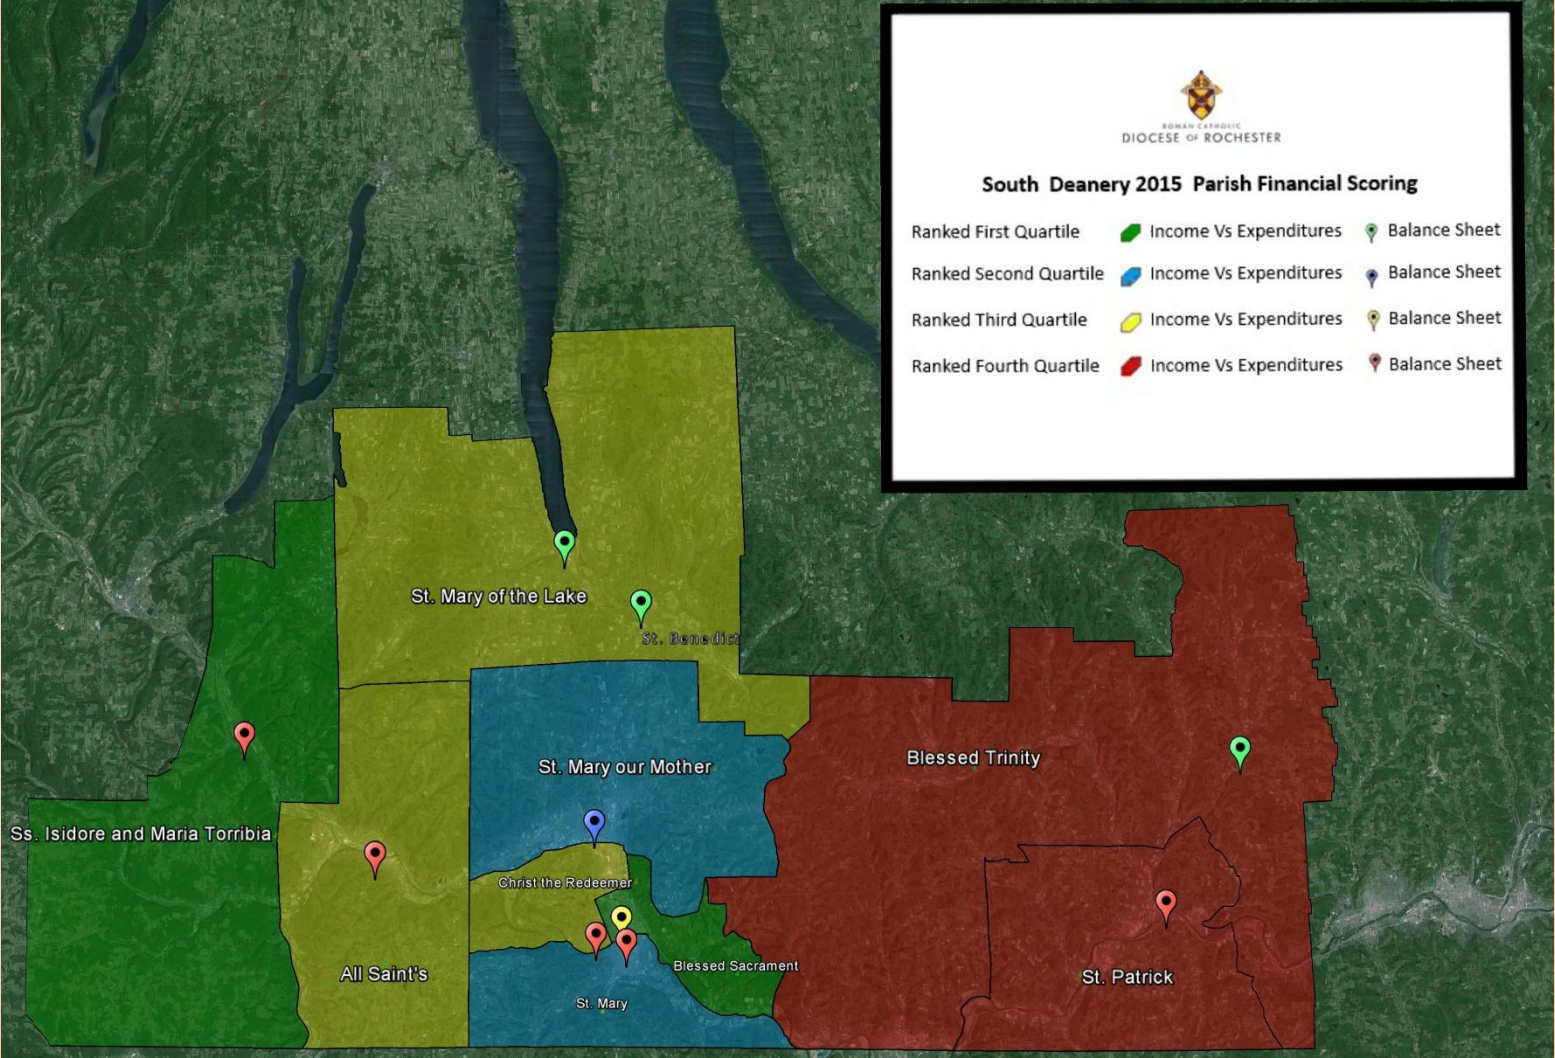 ROMAN CATHOLIC
DIOCESE OF ROCHESTER
South Deanery 2015 Parish Financial Scoring
Ranked First Quartile Income Vs Expenditures Balance Sheet
Ranked Second Quartile Income Vs Expenditures Balance Sheet
Ranked Third Quartile Income Vs Expenditures Balance Sheet
Ranked Fourth Quartile Income Vs Expenditures Balance Sheet
St. Mary of the Lake
St. Benedict
St. Mary our Mother
Blessed Trinity
Ss. Isidore and Maria Torribia
Christ the Redeemer
Blessed Sacrament
All Saint's
St. Patrick
St. Mary